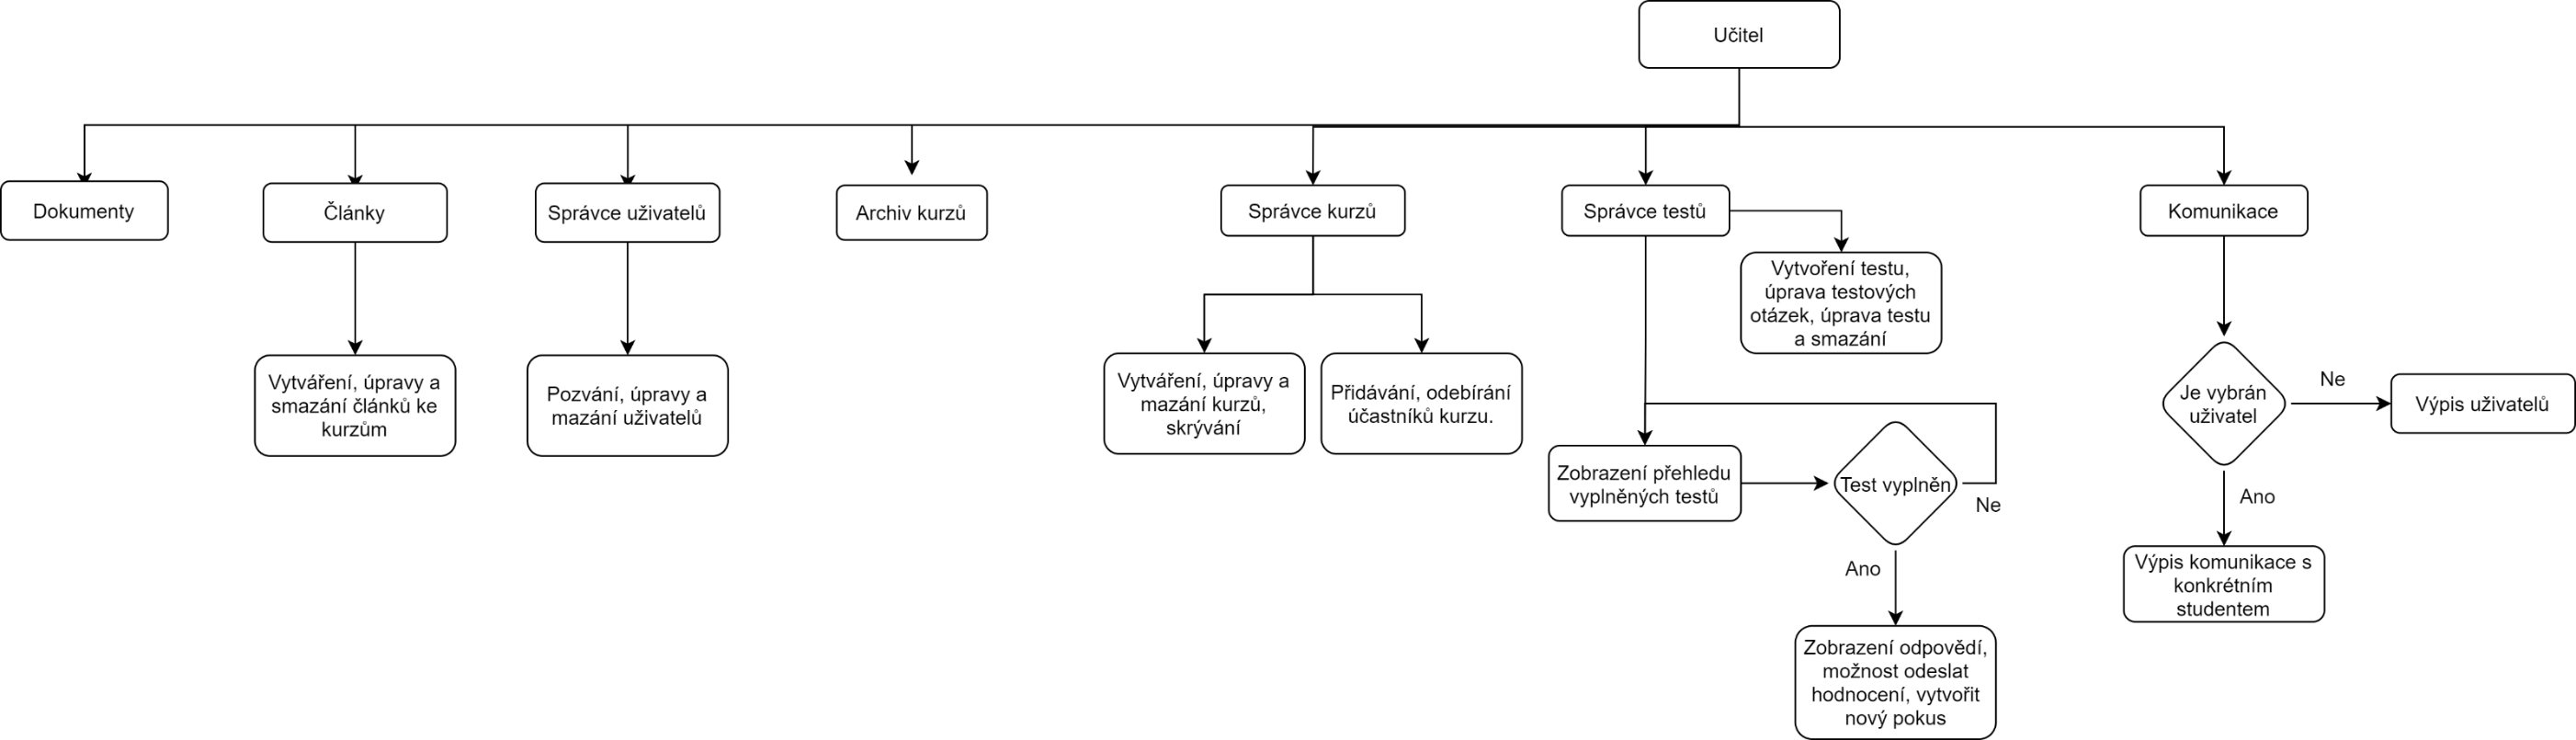 Učitel
Dokumenty
Články
Správce uživatelů
Archiv kurzů
Správce kurzů
Správce testů
Komunikace
Vytvoření testu,
úprava testových
otázek, úprava testu
a smazání
Vytváření, úpravy a
smazání článků ke
kurzům
Pozvání, úpravy a
mazání uživatelů
Vytváření, úpravy a
mazání kurzů,
skrývání
Přidávání, odebírání
účastníků kurzu.
Je vybrán
uživatel
Ne
Výpis uživatelů
Zobrazení přehledu
vyplněných testů
Test vyplněn
Ne
Ano
Výpis komunikace s
konkrétním
studentem
Ano
Zobrazení odpovědí,
možnost odeslat
hodnocení, vytvořit
nový pokus